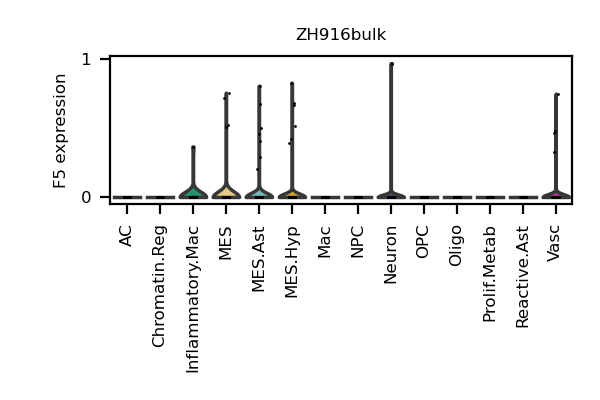 ZH916bulk
F5 expression
1
0
AC
Chromatin.Reg
Inflammatory.Mac
MES
MES.Ast
MES.Hyp
Mac
NPC
Neuron
OPC
Oligo
Prolif.Metab
Reactive.Ast
Vasc